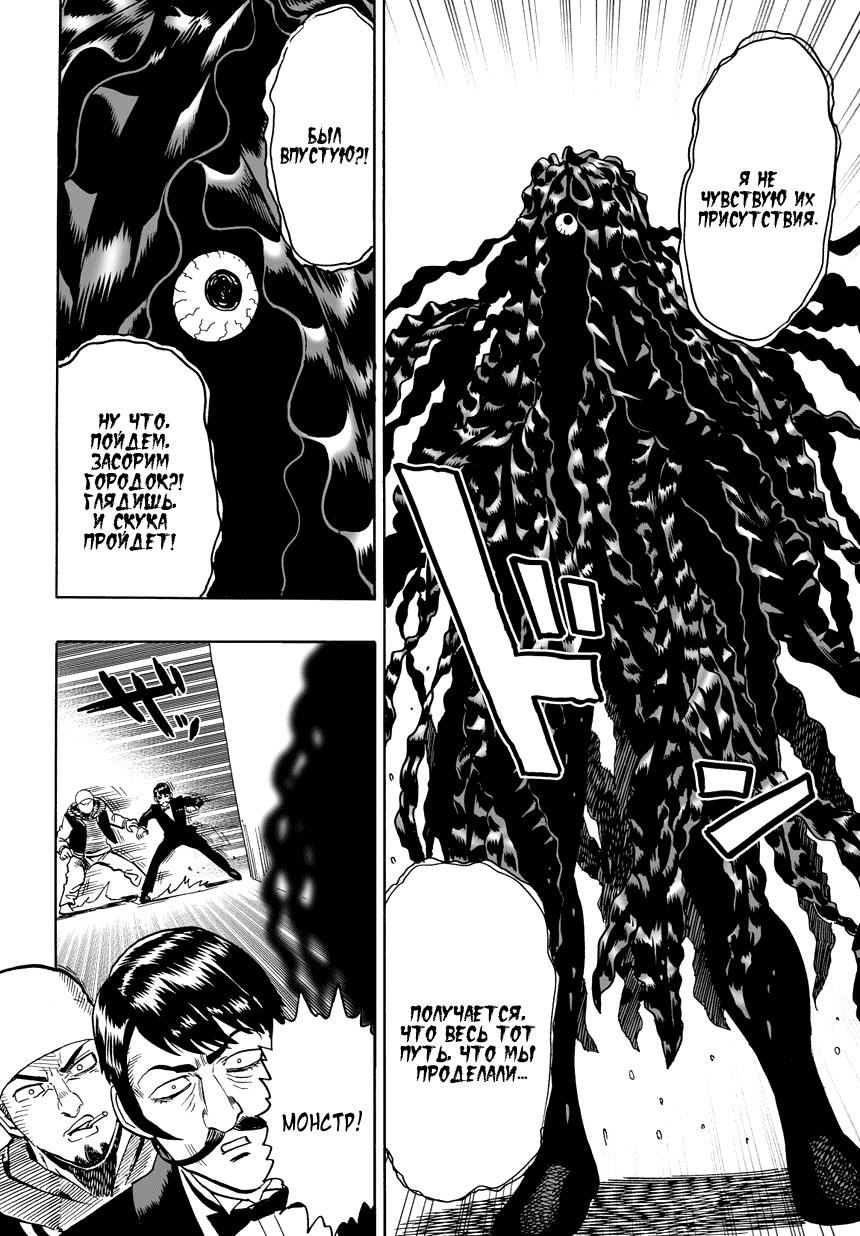 Я НЕ
ЧУВСТВУЮ ИХ
ПРИСУТСТВИЯ.
ПОЛУЧАЕТСЯ,
ЧТО ВЕСЬ ТОТ
ПУТЬ, ЧТО МЫ
ПРОДЕЛАЛИ...
БЫЛ
ВПУСТУЮ?!
НУ ЧТО,
ПОЙДЕМ,
ЗАСОРИМ
ГОРОДОК?!
ГЛЯДИШЬ,
И СКУКА
ПРОЙДЕТ!
МОНСТР!